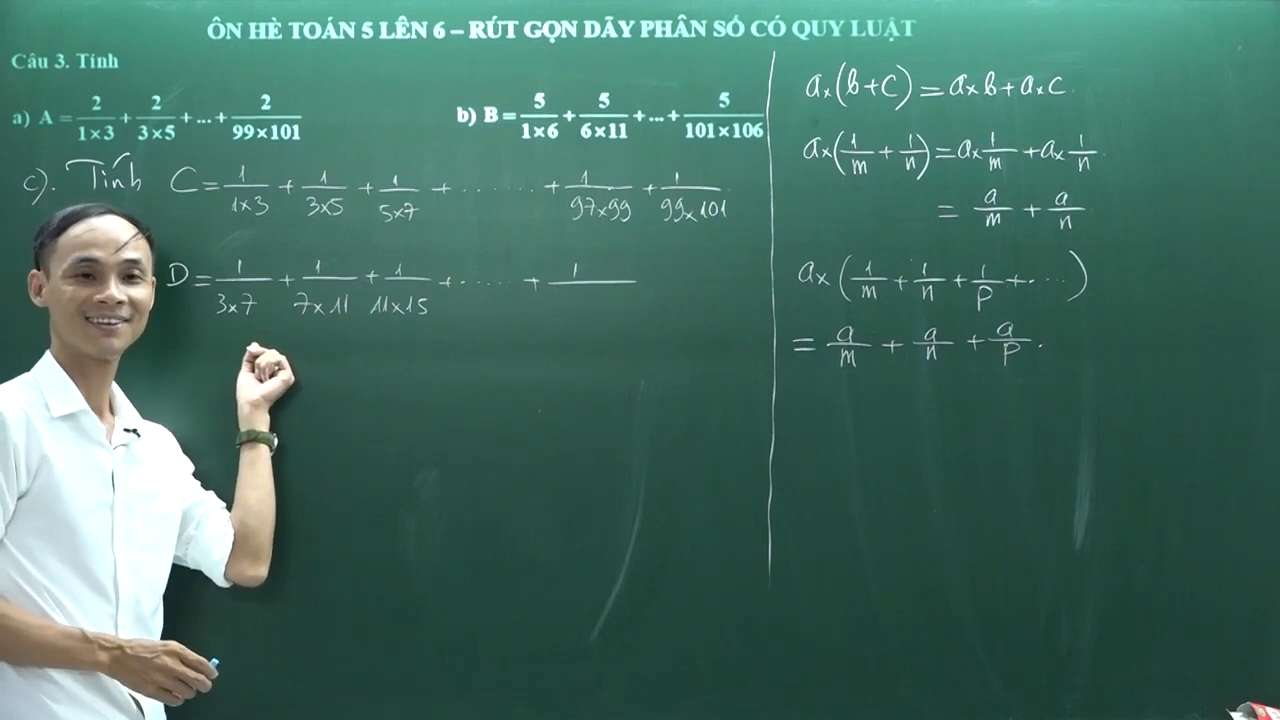 ÔN HÈ TOÁN 5 LÊN 6 – RÚT GỌN DÃY PHÂN SỐ CÓ QUY LUẬT
Câu 3. Tính
a) A = 2/(1×3) + 2/(3×5) + ... + 2/(99×101)
b) B = 5/(1×6) + 5/(6×11) + ... + 5/(101×106)
c). Tính C = 1/(1×3) + 1/(3×5) + 1/(5×7) + ........ + 1/(97×99) + 1/(99×101)
D = 1/(3×7) + 1/(7×11) + 1/(11×15) + ...... + 1/
a×(b+c) = a×b + a×c
a×(1/m + 1/n) = a×1/m + a×1/n
= a/m + a/n
a×(1/m + 1/n + 1/p + ....)
= a/m + a/n + a/p.